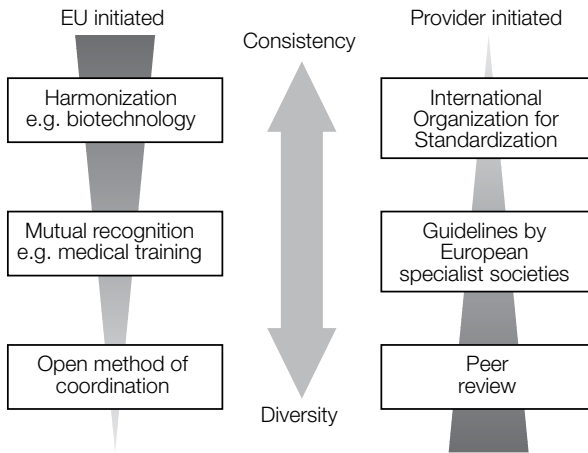 EU initiated
Harmonization
e.g. biotechnology
Mutual recognition
e.g. medical training
Open method of
coordination
Consistency
Diversity
Provider initiated
International
Organization for
Standardization
Guidelines by
European
specialist societies
Peer
review